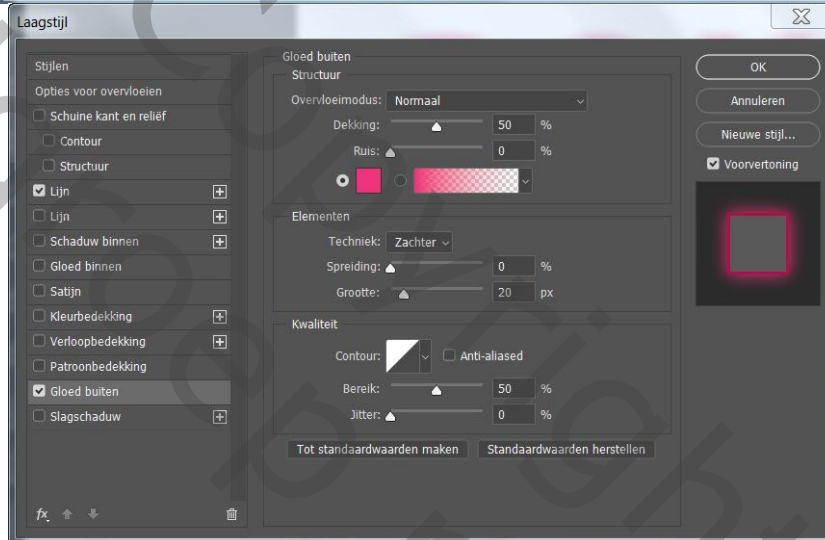 Laagstijl
Stijlen
Opties voor overvloeien
Schuine kant en reliëf
Contour
Structuur
Lijn
Lijn
Schaduw binnen
Gloed binnen
Satijn
Kleurbedekking
Verloopbedekking
Patroonbedekking
Gloed buiten
Slagschaduw
fx
Gloed buiten
Structuur
Overvloeimodus: Normaal
Dekking: 50 %
Ruis: 0 %
Elementen
Techniek: Zachter
Spreiding: 0 %
Grootte: 20 px
Kwaliteit
Contour: Anti-aliased
Bereik: 50 %
Jitter: 0 %
Tot standaardwaarden maken Standaardwaarden herstellen
OK
Annuleren
Nieuwe stijl...
Voorvertoning
Copyright